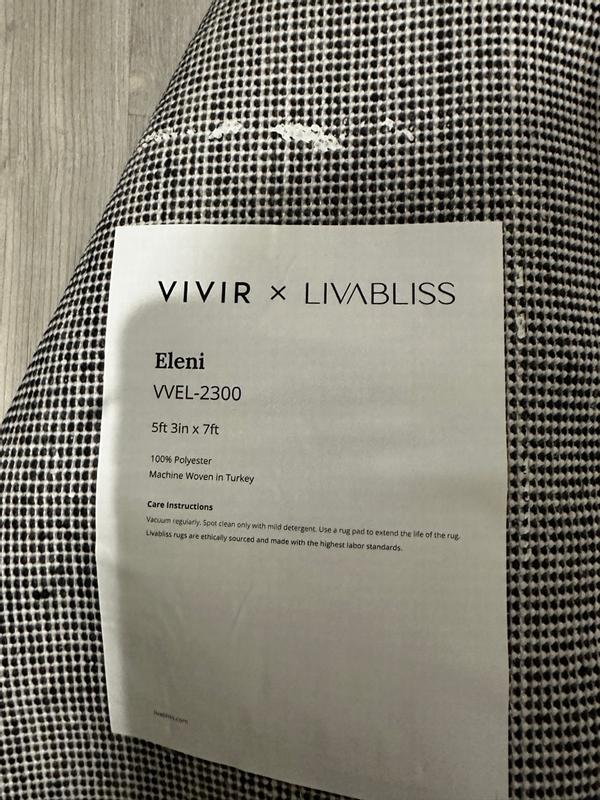 VIVIR × LIVABLISS
Eleni
VVEL-2300
5ft 3in x 7ft
100% Polyester
Machine Woven in Turkey
Care Instructions
Vacuum regularly. Spot clean only with mild detergent. Use a rug pad to extend the life of the rug.
Livabliss rugs are ethically sourced and made with the highest labor standards.
livabliss.com